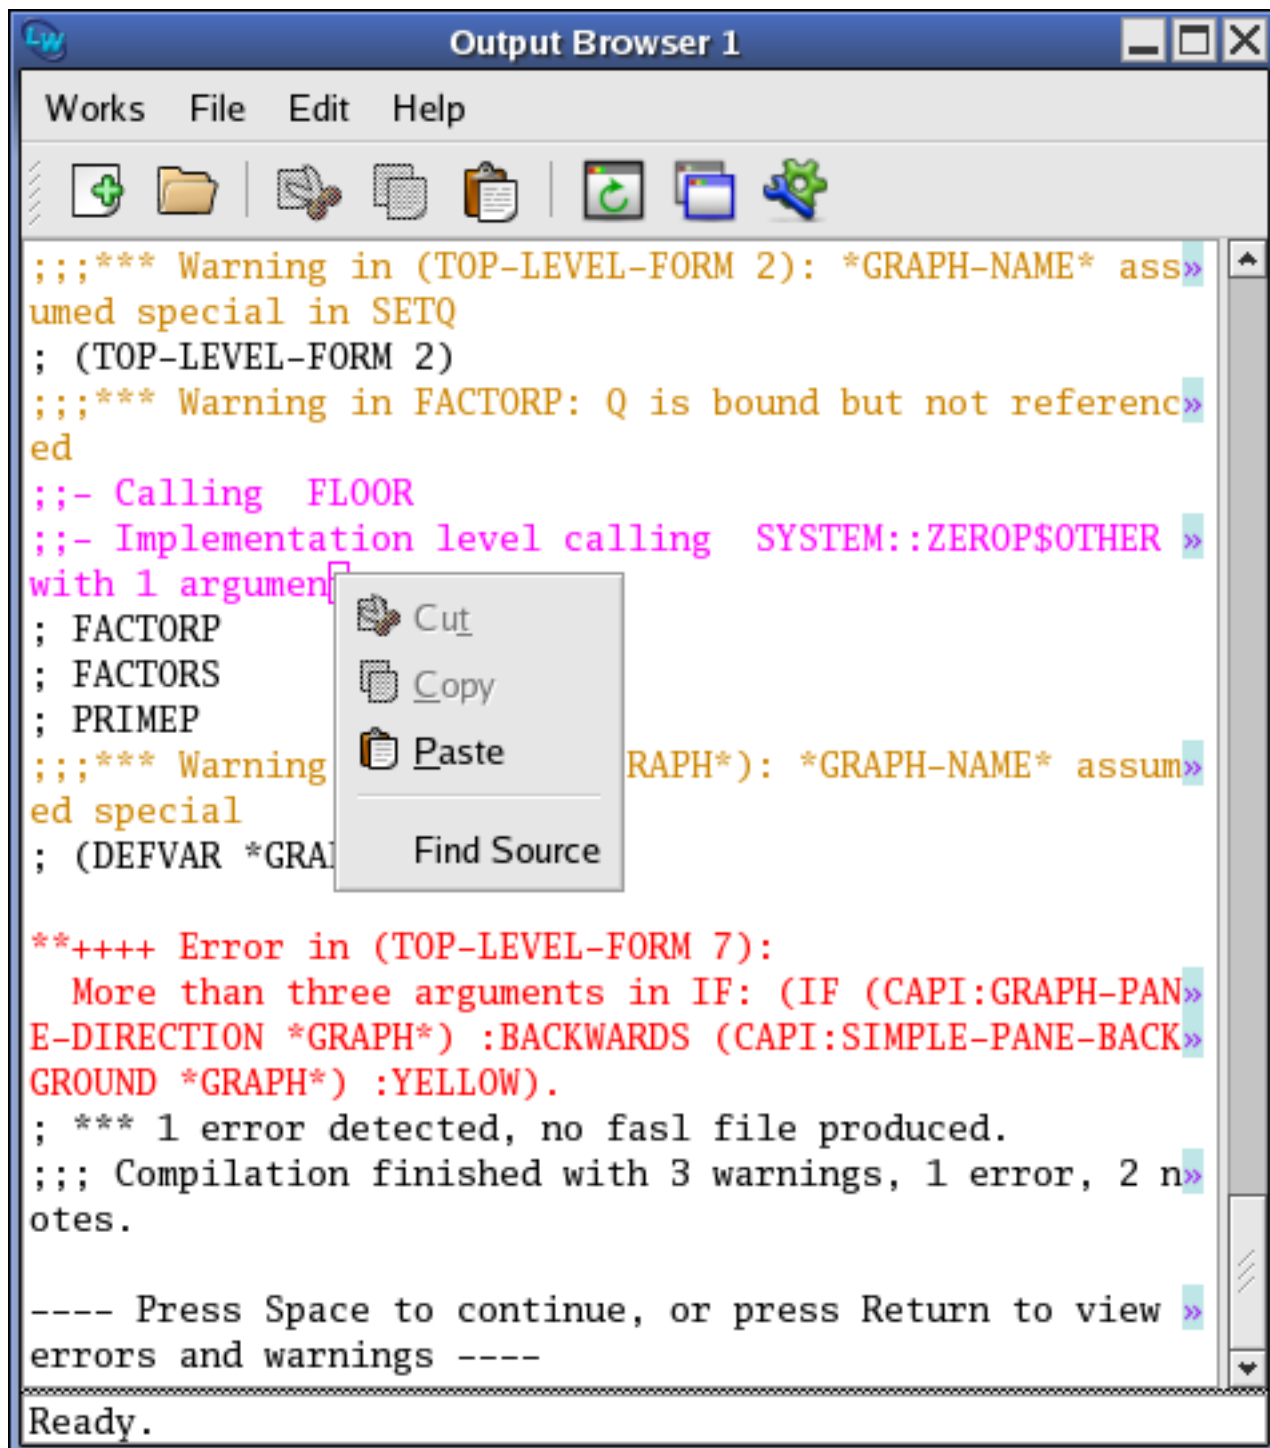 LW
Output Browser 1
Works File Edit Help
;;;*** Warning in (TOP-LEVEL-FORM 2): *GRAPH-NAME* ass»
umed special in SETQ
; (TOP-LEVEL-FORM 2)
;;;*** Warning in FACTORP: Q is bound but not referenc»
ed
;;- Calling  FLOOR
;;- Implementation level calling  SYSTEM::ZEROP$OTHER »
with 1 argumen
; FACTORP
; FACTORS
; PRIMEP
;;;*** Warning RAPH*): *GRAPH-NAME* assum»
ed special
; (DEFVAR *GRA
Cut
Copy
Paste
Find Source
**++++ Error in (TOP-LEVEL-FORM 7):
  More than three arguments in IF: (IF (CAPI:GRAPH-PAN»
E-DIRECTION *GRAPH*) :BACKWARDS (CAPI:SIMPLE-PANE-BACK»
GROUND *GRAPH*) :YELLOW).
; *** 1 error detected, no fasl file produced.
;;; Compilation finished with 3 warnings, 1 error, 2 n»
otes.
---- Press Space to continue, or press Return to view »
errors and warnings ----
Ready.